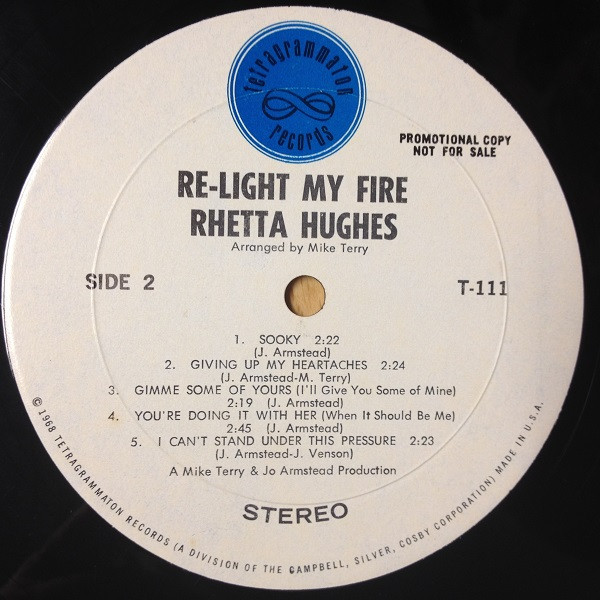 tetragrammaton
records
PROMOTIONAL COPY
NOT FOR SALE
RE-LIGHT MY FIRE
RHETTA HUGHES
Arranged by Mike Terry
SIDE 2
T-111
1. SOOKY 2:22
(J. Armstead)
2. GIVING UP MY HEARTACHES 2:24
(J. Armstead-M. Terry)
3. GIMME SOME OF YOURS (I'll Give You Some of Mine)
2:19 (J. Armstead)
4. YOU'RE DOING IT WITH HER (When It Should Be Me)
2:45 (J. Armstead)
5. I CAN'T STAND UNDER THIS PRESSURE 2:23
(J. Armstead-J. Venson)
A Mike Terry & Jo Armstead Production
STEREO
© 1968 TETRAGRAMMATON RECORDS (A DIVISION OF THE CAMPBELL, SILVER, COSBY CORPORATION) MADE IN U.S.A.